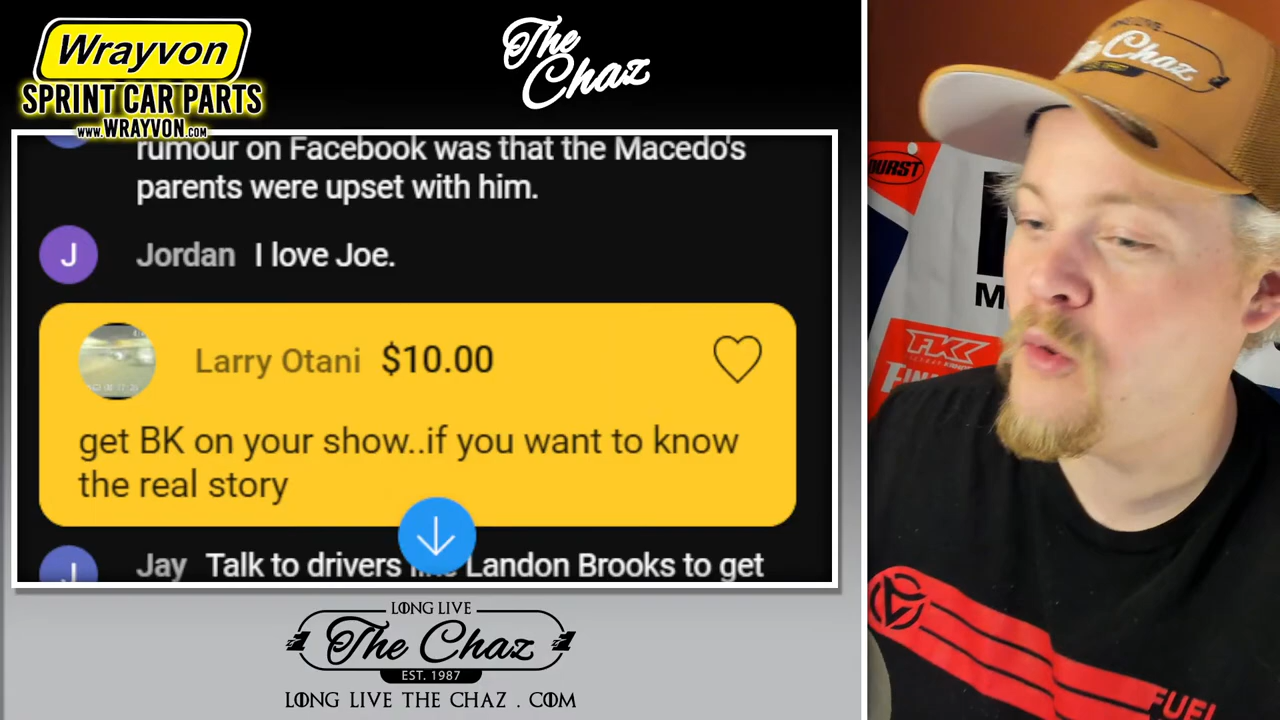 Wrayvon
SPRINT CAR PARTS
www.WRAYVON.com
The
Chaz
rumour on Facebook was that the Macedo's
parents were upset with him.
J
Jordan I love Joe.
Larry Otani $10.00
get BK on your show..if you want to know
the real story
J
Jay Talk to drivers Landon Brooks to get
LONG LIVE
The Chaz
EST. 1987
LONG LIVE THE CHAZ . COM
Chaz
DURST
M
FKK
FUEL